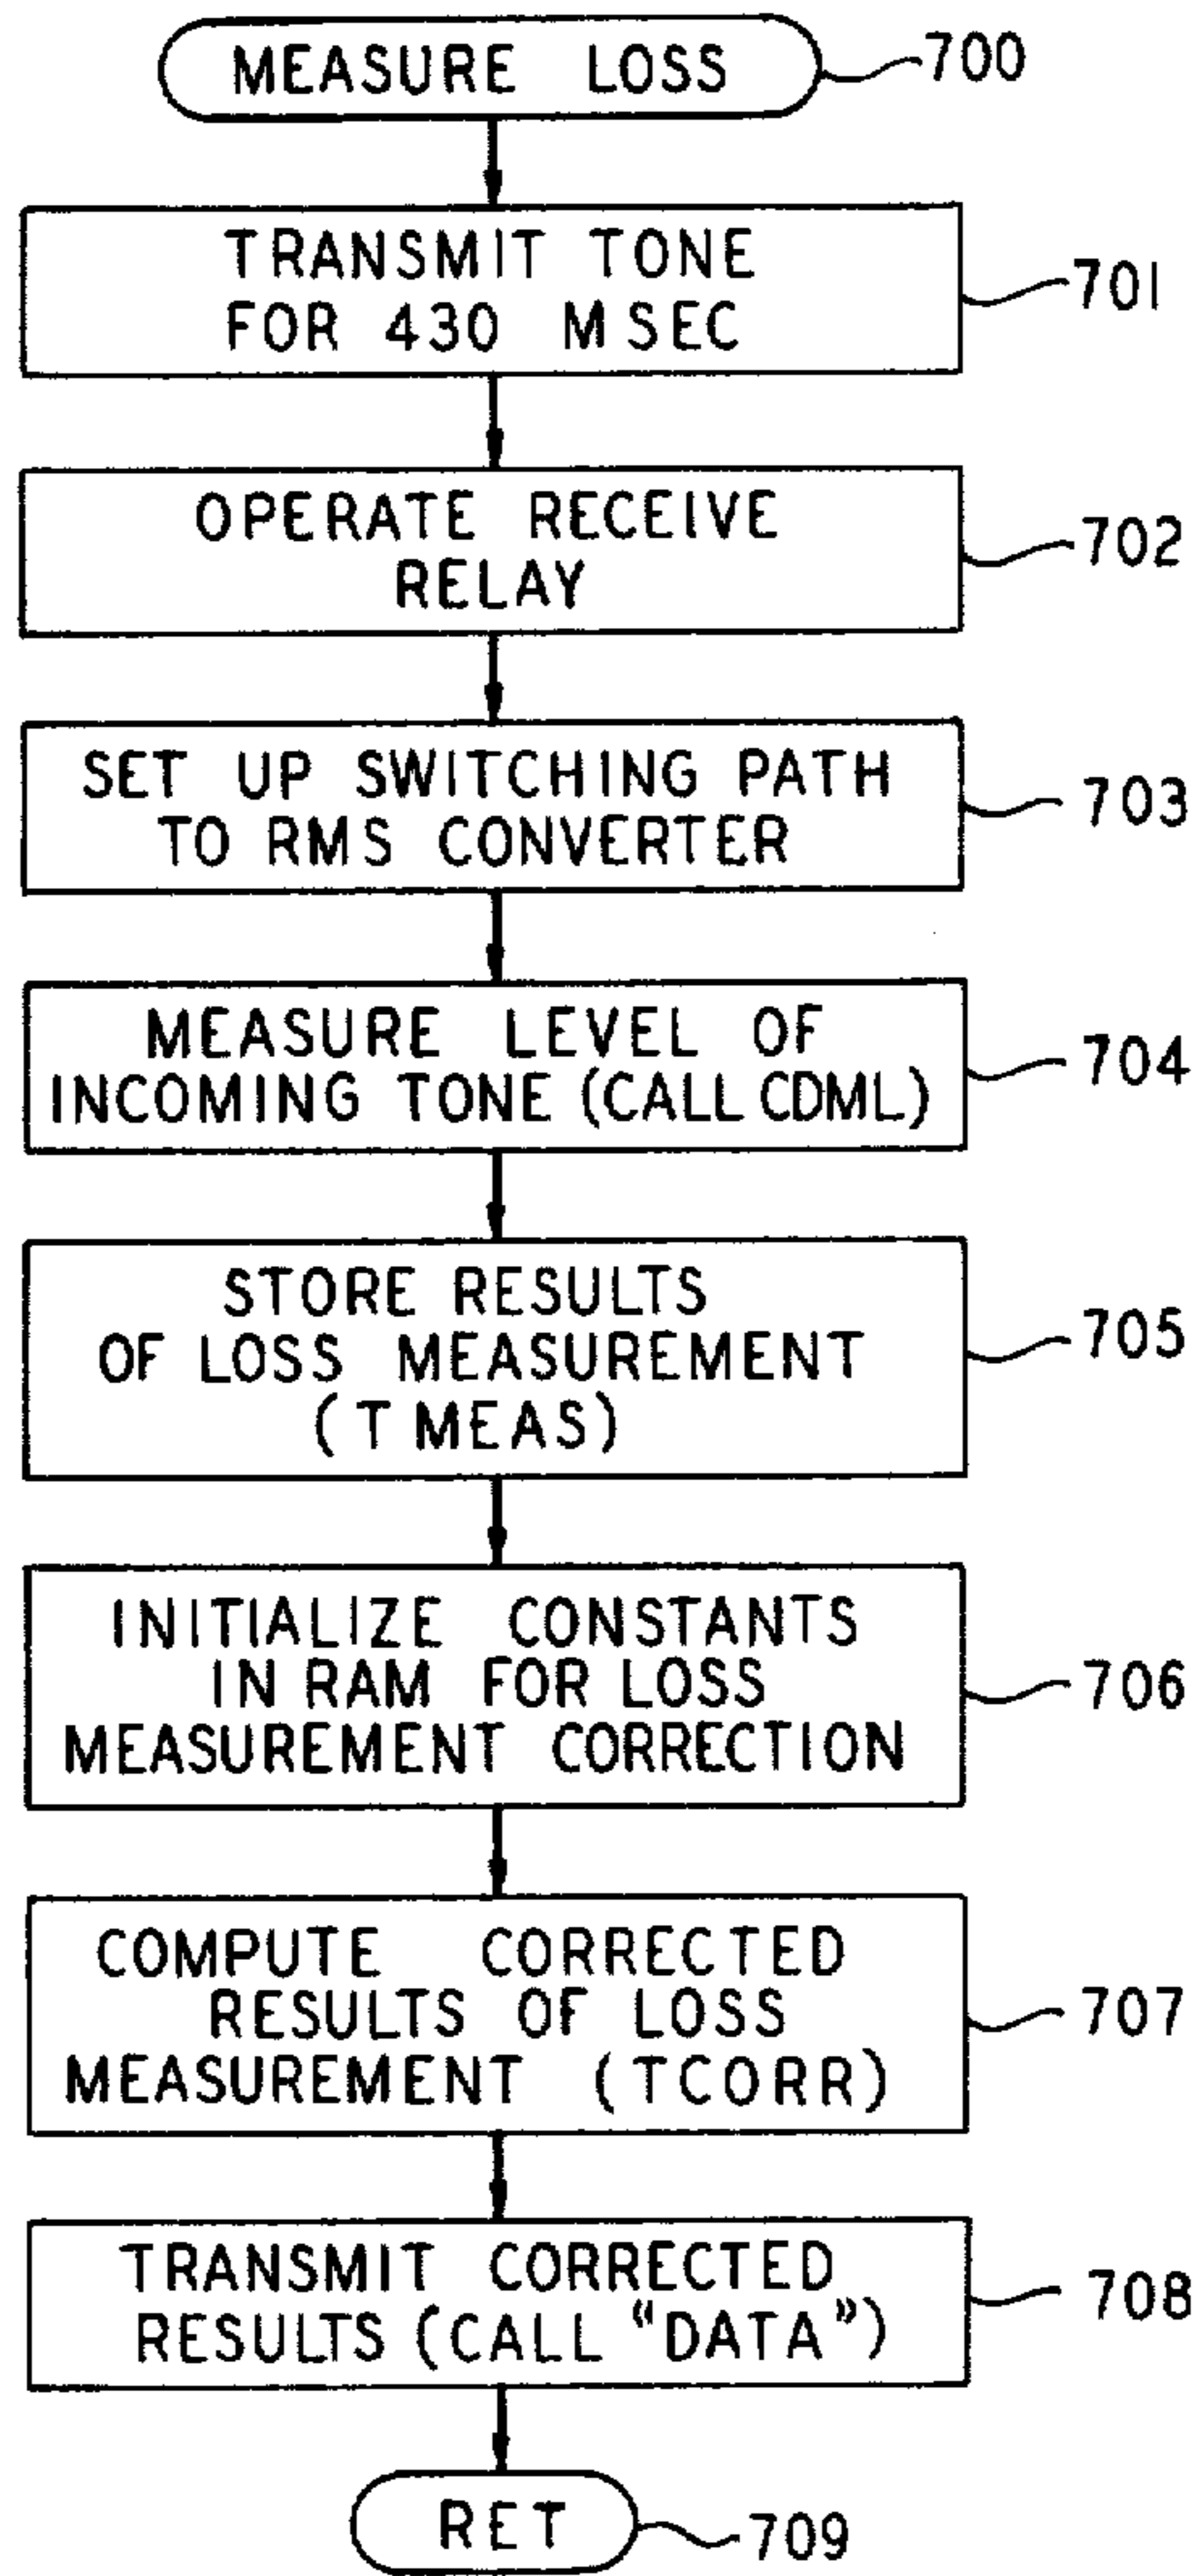 MEASURE LOSS
700
TRANSMIT TONE
FOR 430 MSEC
701
OPERATE RECEIVE
RELAY
702
SET UP SWITCHING PATH
TO RMS CONVERTER
703
MEASURE LEVEL OF
INCOMING TONE (CALL CDML)
704
STORE RESULTS
OF LOSS MEASUREMENT
(T MEAS)
705
INITIALIZE CONSTANTS
IN RAM FOR LOSS
MEASUREMENT CORRECTION
706
COMPUTE CORRECTED
RESULTS OF LOSS
MEASUREMENT (TCORR)
707
TRANSMIT CORRECTED
RESULTS (CALL "DATA")
708
RET
709